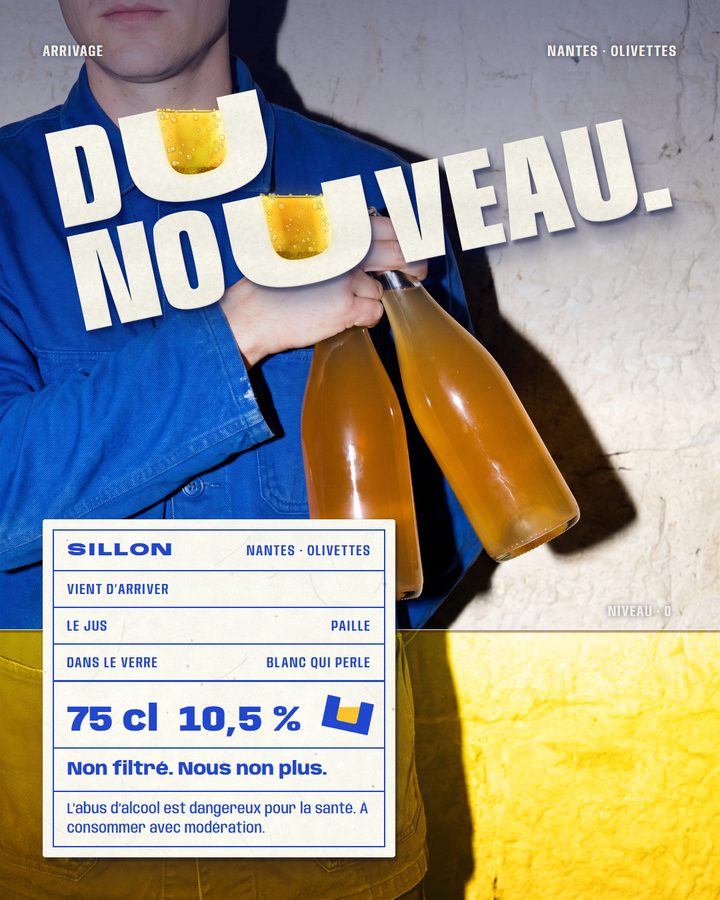 ARRIVAGE
NANTES · OLIVETTES
DU
NOUVEAU.
NIVEAU · 0
SILLON
NANTES · OLIVETTES
VIENT D'ARRIVER
LE JUS
PAILLE
DANS LE VERRE
BLANC QUI PERLE
75 cl 10,5 %
Non filtré. Nous non plus.
L'abus d'alcool est dangereux pour la santé. À
consommer avec modération.